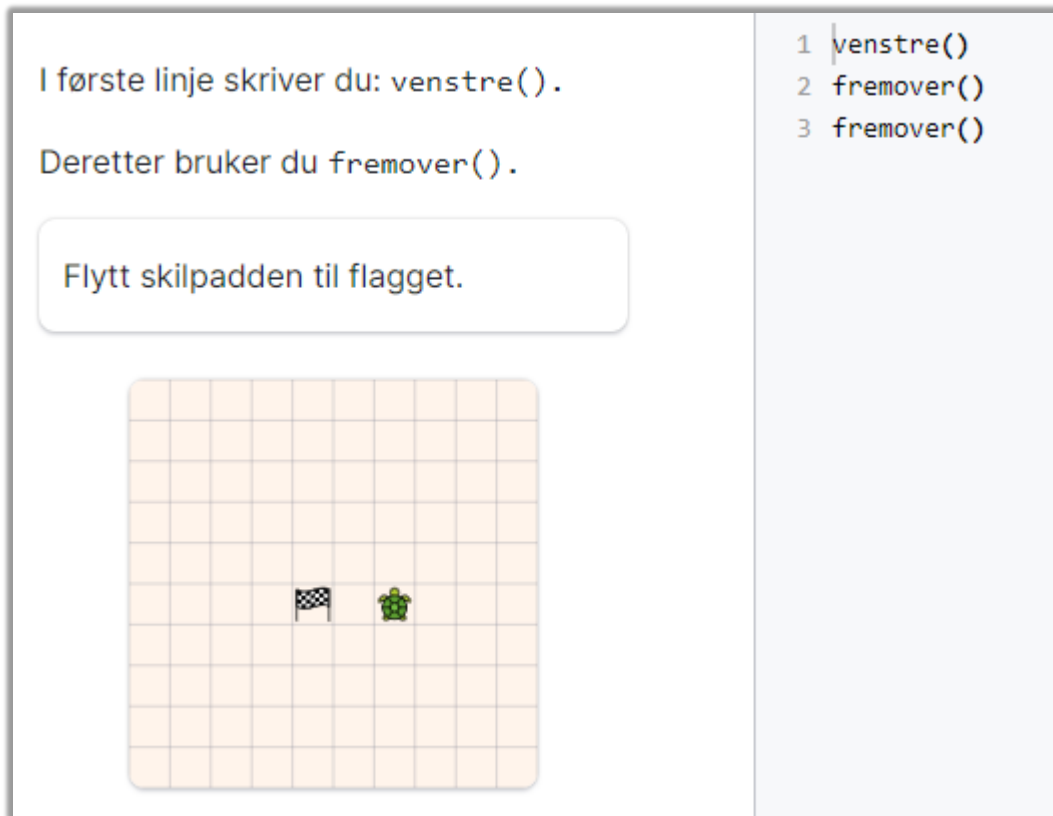 I første linje skriver du: venstre().
Deretter bruker du fremover().
Flytt skilpadden til flagget.
1 venstre()
2 fremover()
3 fremover()